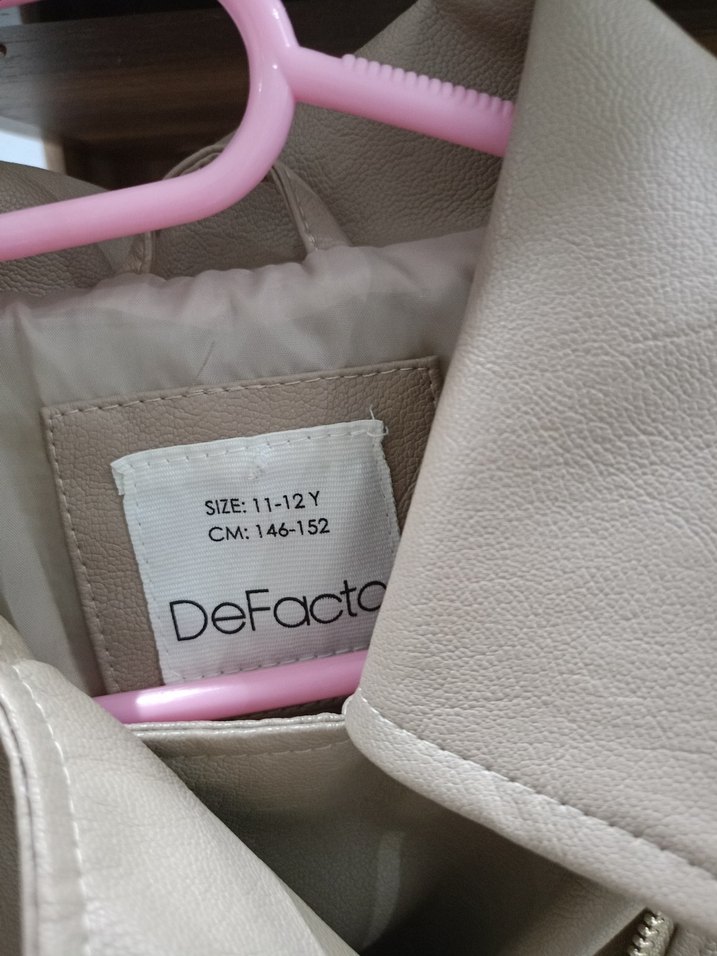 SIZE: 11-12 Y
CM: 146-152
DeFacto